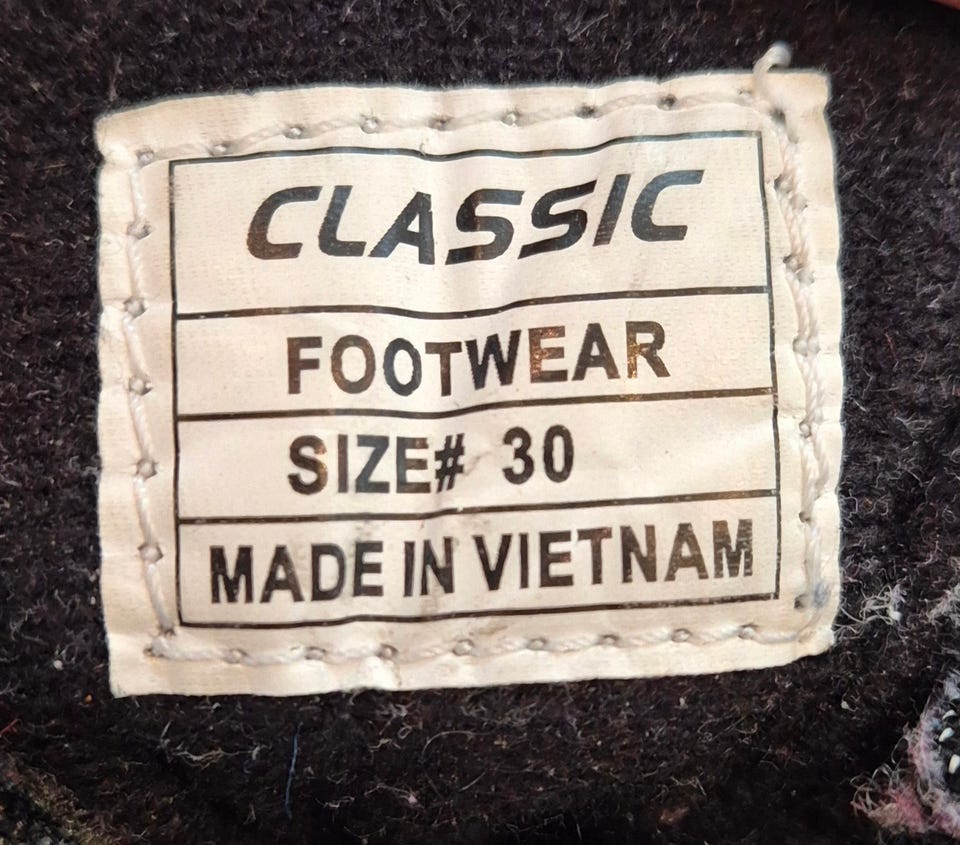 CLASSIC
FOOTWEAR
SIZE# 30
MADE IN VIETNAM